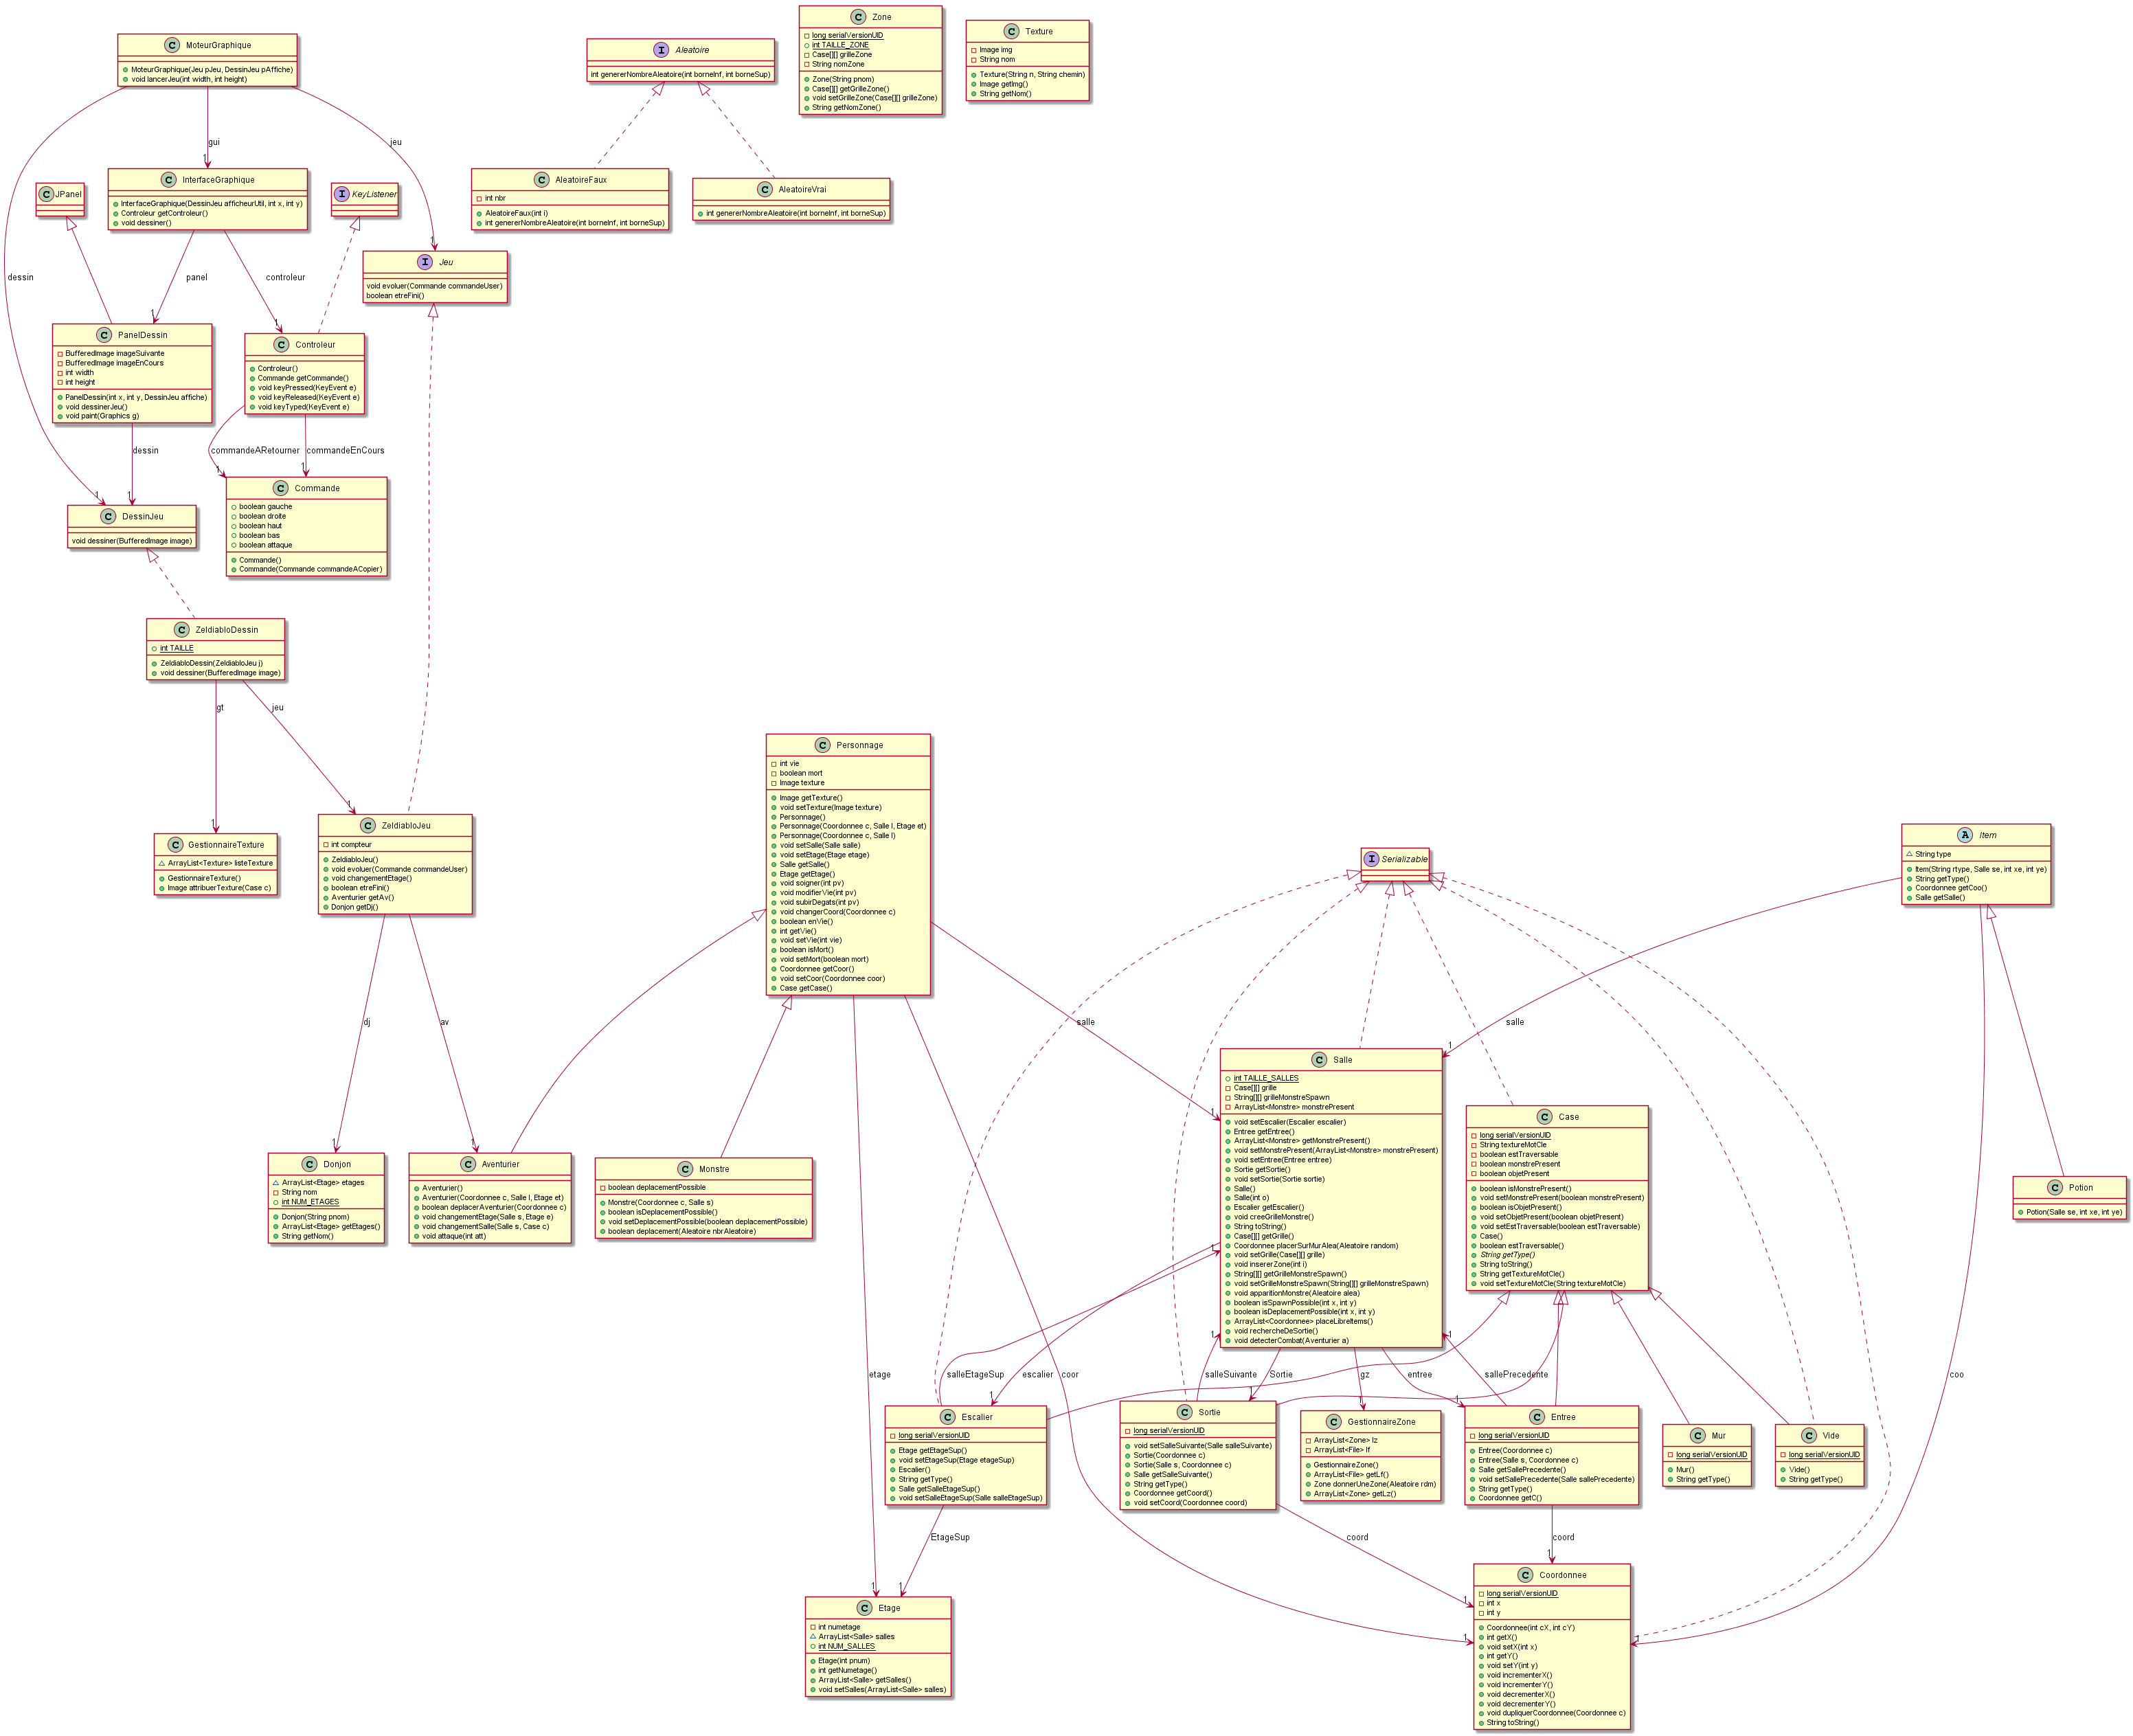 MoteurGraphique
MoteurGraphique(Jeu pJeu, DessinJeu pAffiche)
void lancerJeu(int width, int height)
Aleatoire
int genererNombreAleatoire(int borneInf, int borneSup)
Zone
long serialVersionUID
int TAILLE_ZONE
Case[][] grilleZone
String nomZone
Zone(String pnom)
Case[][] getGrilleZone()
void setGrilleZone(Case[][] grilleZone)
String getNomZone()
Texture
Image img
String nom
Texture(String n, String chemin)
Image getImg()
String getNom()
gui
jeu
1
InterfaceGraphique
InterfaceGraphique(DessinJeu afficheurUtil, int x, int y)
Controleur getControleur()
void dessiner()
JPanel
KeyListener
AleatoireFaux
int nbr
AleatoireFaux(int i)
int genererNombreAleatoire(int borneInf, int borneSup)
AleatoireVrai
int genererNombreAleatoire(int borneInf, int borneSup)
1
Jeu
void evoluer(Commande commandeUser)
boolean etreFini()
dessin
panel
controleur
1
1
PanelDessin
BufferedImage imageSuivante
BufferedImage imageEnCours
int width
int height
PanelDessin(int x, int y, DessinJeu affiche)
void dessinerJeu()
void paint(Graphics g)
Controleur
Controleur()
Commande getCommande()
void keyPressed(KeyEvent e)
void keyReleased(KeyEvent e)
void keyTyped(KeyEvent e)
dessin
commandeARetourner
commandeEnCours
1
1
1
1
DessinJeu
void dessiner(BufferedImage image)
Commande
boolean gauche
boolean droite
boolean haut
boolean bas
boolean attaque
Commande()
Commande(Commande commandeACopier)
ZeldiabloDessin
int TAILLE
ZeldiabloDessin(ZeldiabloJeu j)
void dessiner(BufferedImage image)
gt
jeu
1
1
GestionnaireTexture
ArrayList<Texture> listeTexture
GestionnaireTexture()
Image attribuerTexture(Case c)
ZeldiabloJeu
int compteur
ZeldiabloJeu()
void evoluer(Commande commandeUser)
void changementEtage()
boolean etreFini()
Aventurier getAv()
Donjon getDj()
Personnage
int vie
boolean mort
Image texture
Image getTexture()
void setTexture(Image texture)
Personnage()
Personnage(Coordonnee c, Salle l, Etage et)
Personnage(Coordonnee c, Salle l)
void setSalle(Salle salle)
void setEtage(Etage etage)
Salle getSalle()
Etage getEtage()
void soigner(int pv)
void modifierVie(int pv)
void subirDegats(int pv)
void changerCoord(Coordonnee c)
boolean enVie()
int getVie()
void setVie(int vie)
boolean isMort()
void setMort(boolean mort)
Coordonnee getCoor()
void setCoor(Coordonnee coor)
Case getCase()
Serializable
Item
String type
Item(String rtype, Salle se, int xe, int ye)
String getType()
Coordonnee getCoo()
Salle getSalle()
dj
av
salle
salle
1
1
1
1
Donjon
ArrayList<Etage> etages
String nom
int NUM_ETAGES
Donjon(String pnom)
ArrayList<Etage> getEtages()
String getNom()
Aventurier
Aventurier()
Aventurier(Coordonnee c, Salle l, Etage et)
boolean deplacerAventurier(Coordonnee c)
void changementEtage(Salle s, Etage e)
void changementSalle(Salle s, Case c)
void attaque(int att)
Monstre
boolean deplacementPossible
Monstre(Coordonnee c, Salle s)
boolean isDeplacementPossible()
void setDeplacementPossible(boolean deplacementPossible)
boolean deplacement(Aleatoire nbrAleatoire)
Salle
int TAILLE_SALLES
Case[][] grille
String[][] grilleMonstreSpawn
ArrayList<Monstre> monstrePresent
void setEscalier(Escalier escalier)
Entree getEntree()
ArrayList<Monstre> getMonstrePresent()
void setMonstrePresent(ArrayList<Monstre> monstrePresent)
void setEntree(Entree entree)
Sortie getSortie()
void setSortie(Sortie sortie)
Salle()
Salle(int o)
Escalier getEscalier()
void creeGrilleMonstre()
String toString()
Case[][] getGrille()
Coordonnee placerSurMurAlea(Aleatoire random)
void setGrille(Case[][] grille)
void insererZone(int i)
String[][] getGrilleMonstreSpawn()
void setGrilleMonstreSpawn(String[][] grilleMonstreSpawn)
void apparitionMonstre(Aleatoire alea)
boolean isSpawnPossible(int x, int y)
boolean isDeplacementPossible(int x, int y)
ArrayList<Coordonnee> placeLibreItems()
void rechercheDeSortie()
void detecterCombat(Aventurier a)
Case
long serialVersionUID
String textureMotCle
boolean estTraversable
boolean monstrePresent
boolean objetPresent
boolean isMonstrePresent()
void setMonstrePresent(boolean monstrePresent)
boolean isObjetPresent()
void setObjetPresent(boolean objetPresent)
void setEstTraversable(boolean estTraversable)
Case()
boolean estTraversable()
String getType()
String toString()
String getTextureMotCle()
void setTextureMotCle(String textureMotCle)
Potion
Potion(Salle se, int xe, int ye)
1
1
1
etage
coor
salleEtageSup
escalier
salleSuivante
Sortie
gz
entree
sallePrecedente
coo
1
1
1
1
Escalier
long serialVersionUID
Etage getEtageSup()
void setEtageSup(Etage etageSup)
Escalier()
String getType()
Salle getSalleEtageSup()
void setSalleEtageSup(Salle salleEtageSup)
Sortie
long serialVersionUID
void setSalleSuivante(Salle salleSuivante)
Sortie(Coordonnee c)
Sortie(Salle s, Coordonnee c)
Salle getSalleSuivante()
String getType()
Coordonnee getCoord()
void setCoord(Coordonnee coord)
GestionnaireZone
ArrayList<Zone> lz
ArrayList<File> lf
GestionnaireZone()
ArrayList<File> getLf()
Zone donnerUneZone(Aleatoire rdm)
ArrayList<Zone> getLz()
Entree
long serialVersionUID
Entree(Coordonnee c)
Entree(Salle s, Coordonnee c)
Salle getSallePrecedente()
void setSallePrecedente(Salle sallePrecedente)
String getType()
Coordonnee getC()
Mur
long serialVersionUID
Mur()
String getType()
Vide
long serialVersionUID
Vide()
String getType()
EtageSup
coord
coord
1
1
1
1
1
1
Etage
int numetage
ArrayList<Salle> salles
int NUM_SALLES
Etage(int pnum)
int getNumetage()
ArrayList<Salle> getSalles()
void setSalles(ArrayList<Salle> salles)
Coordonnee
long serialVersionUID
int x
int y
Coordonnee(int cX, int cY)
int getX()
void setX(int x)
int getY()
void setY(int y)
void incrementerX()
void incrementerY()
void decrementerX()
void decrementerY()
void dupliquerCoordonnee(Coordonnee c)
String toString()